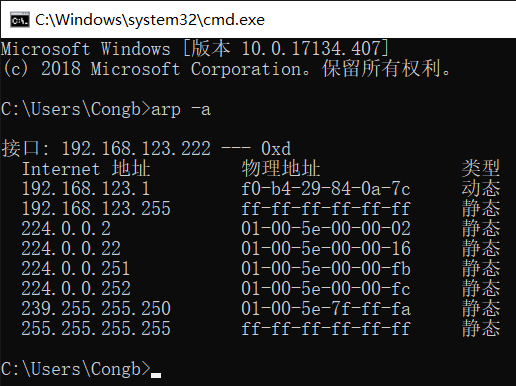 C:\Windows\system32\cmd.exe
Microsoft Windows [版本 10.0.17134.407]
(c) 2018 Microsoft Corporation。保留所有权利。
C:\Users\Congb>arp -a
接口: 192.168.123.222 --- 0xd
Internet 地址 物理地址 类型
192.168.123.1 f0-b4-29-84-0a-7c 动态
192.168.123.255 ff-ff-ff-ff-ff-ff 静态
224.0.0.2 01-00-5e-00-00-02 静态
224.0.0.22 01-00-5e-00-00-16 静态
224.0.0.251 01-00-5e-00-00-fb 静态
224.0.0.252 01-00-5e-00-00-fc 静态
239.255.255.250 01-00-5e-7f-ff-fa 静态
255.255.255.255 ff-ff-ff-ff-ff-ff 静态
C:\Users\Congb>